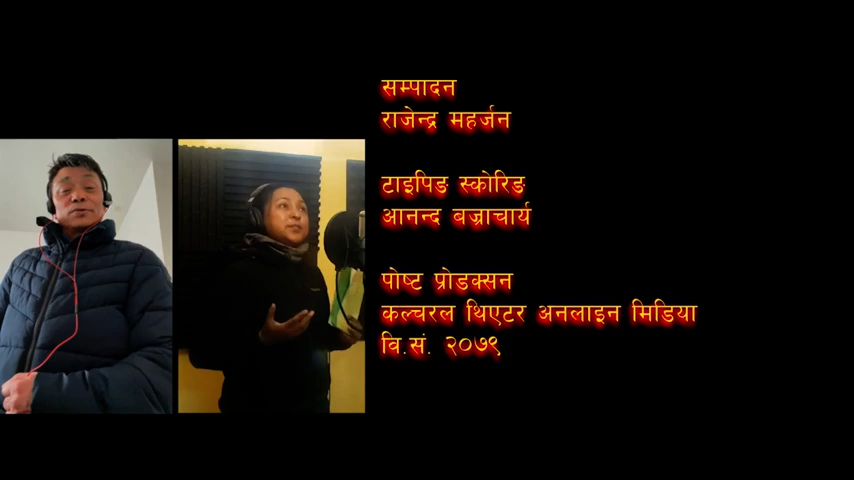 सम्पादन
राजेन्द्र महर्जन
टाइपिङ स्कोरिङ
आनन्द बज्राचार्य
पोष्ट प्रोडक्सन
कल्चरल थिएटर अनलाइन मिडिया
वि.सं. २०७९